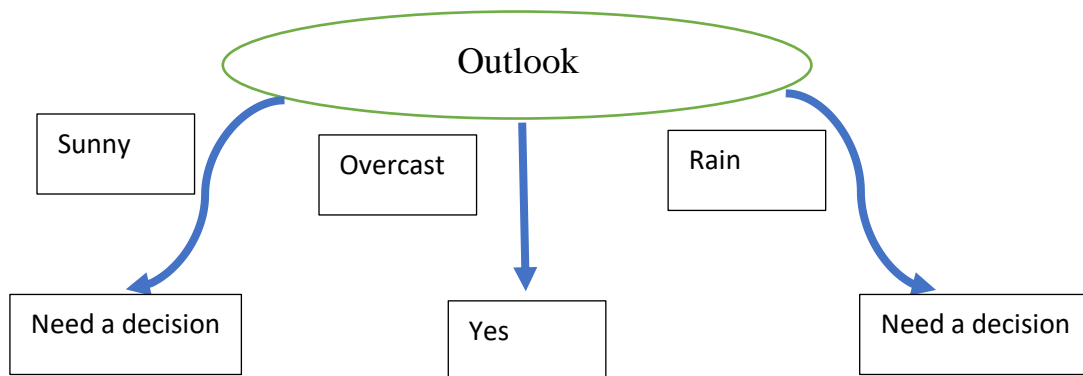 Outlook
Sunny
Overcast
Rain
Need a decision
Yes
Need a decision